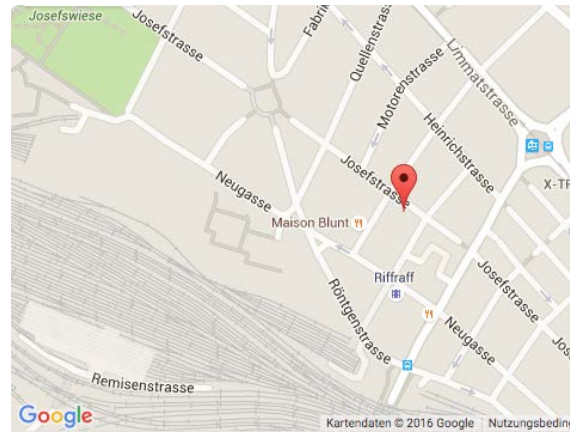 Josefswiese
Josefstrasse
Fabrik
Quellenstrasse
Motorenstrasse
Limmatstrasse
Heinrichstrasse
Josefstrasse
X-TR
Neugasse
Maison Blunt
Riffraff
Josefstrasse
Röntgenstrasse
Neugasse
Jos
Remisenstrasse
Google
Kartendaten © 2016 Google
Nutzungsbeding